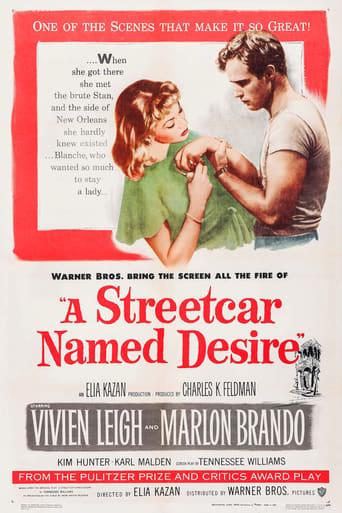 One of the Scenes that make it so Great!
....When
she got there
she met
the brute Stan,
and the side of
New Orleans
she hardly
knew existed
...Blanche, who
wanted so much
to stay
a lady...
Warner Bros. bring the screen all the fire of
"A Streetcar
Named Desire"
AN ELIA KAZAN PRODUCTION · PRODUCED BY CHARLES K. FELDMAN
STARRING
VIVIEN LEIGH AND MARLON BRANDO
KIM HUNTER · KARL MALDEN SCREEN PLAY BY TENNESSEE WILLIAMS
FROM THE PULITZER PRIZE AND CRITICS AWARD PLAY
DIRECTED BY ELIA KAZAN DISTRIBUTED BY WARNER BROS. PICTURES